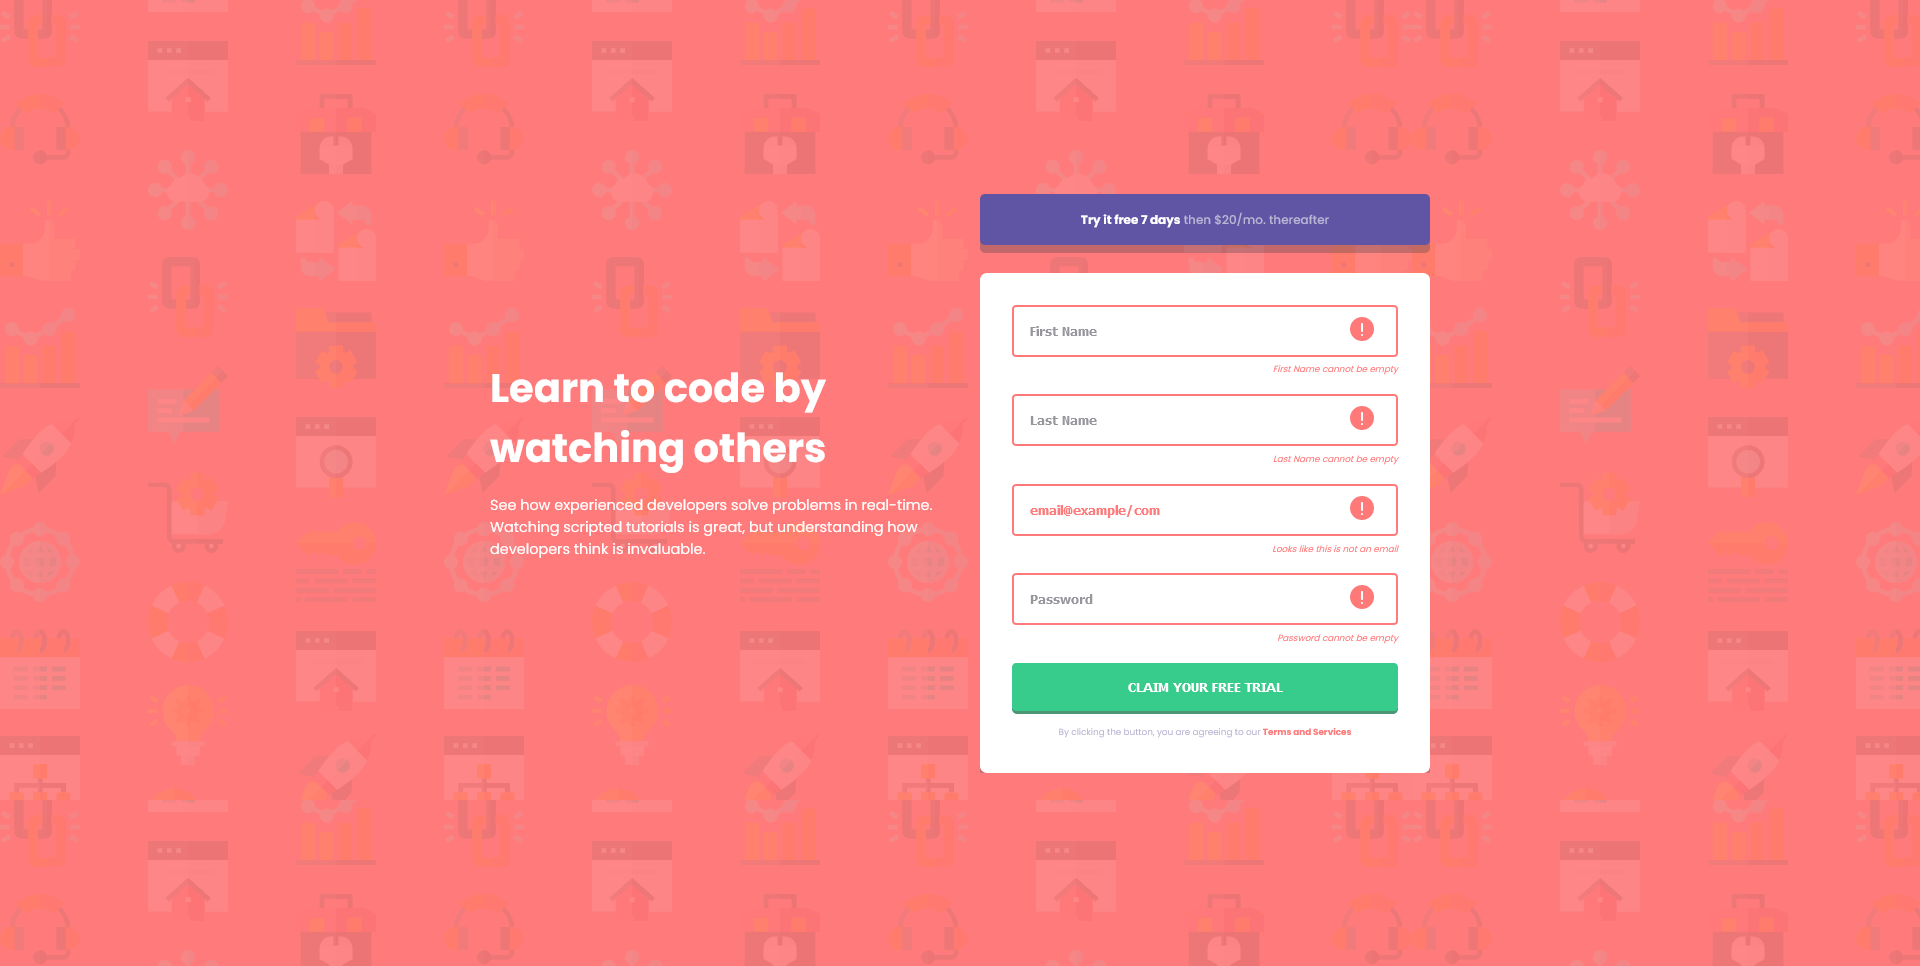 Learn to code by
watching others
See how experienced developers solve problems in real-time.
Watching scripted tutorials is great, but understanding how
developers think is invaluable.
Try it free 7 days then $20/mo. thereafter
First Name
First Name cannot be empty
Last Name
Last Name cannot be empty
email@example/com
Looks like this is not an email
Password
Password cannot be empty
CLAIM YOUR FREE TRIAL
By clicking the button, you are agreeing to our Terms and Services